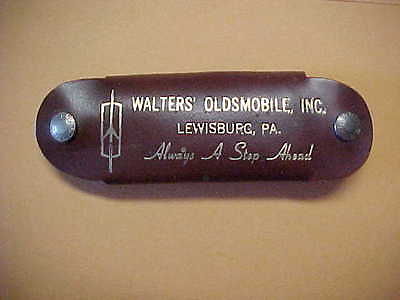 WALTERS' OLDSMOBILE, INC.
LEWISBURG, PA.
Always A Step Ahead